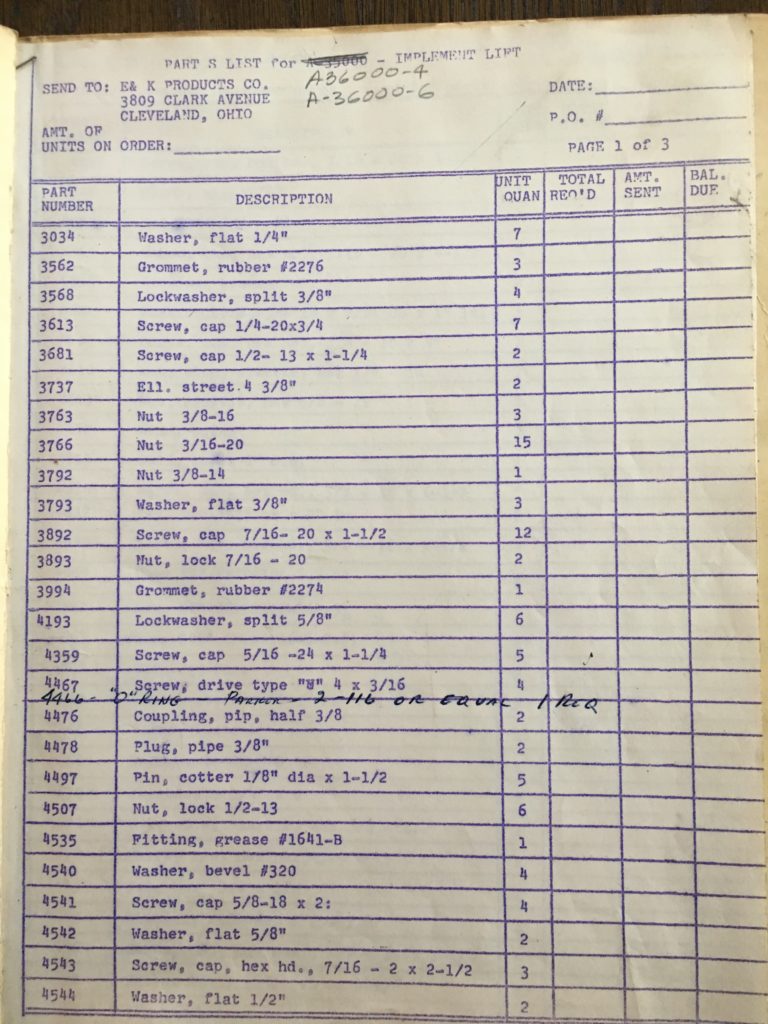 PART S LIST for A-35000 - IMPLEMENT LIFT
A36000-4
A-36000-6
SEND TO: E& K PRODUCTS CO.
3809 CLARK AVENUE
CLEVELAND, OHIO
DATE:
P.O. #
AMT. OF
UNITS ON ORDER:
PAGE 1 of 3
PART NUMBER DESCRIPTION UNIT QUAN TOTAL REQ'D AMT. SENT BAL. DUE
3034 Washer, flat 1/4" 7
3562 Grommet, rubber #2276 3
3568 Lockwasher, split 3/8" 4
3613 Screw, cap 1/4-20x3/4 7
3681 Screw, cap 1/2- 13 x 1-1/4 2
3737 Ell. street.4 3/8" 2
3763 Nut 3/8-16 3
3766 Nut 3/16-20 15
3792 Nut 3/8-14 1
3793 Washer, flat 3/8" 3
3892 Screw, cap 7/16- 20 x 1-1/2 12
3893 Nut, lock 7/16 - 20 2
3994 Grommet, rubber #2274 1
4193 Lockwasher, split 5/8" 6
4359 Screw, cap 5/16 -24 x 1-1/4 5
4467 Screw, drive type "U" 4 x 3/16 4
4466- "O" RING - PARKER - 2-116 OR EQUAL 1 REQ
4476 Coupling, pip, half 3/8 2
4478 Plug, pipe 3/8" 2
4497 Pin, cotter 1/8" dia x 1-1/2 5
4507 Nut, lock 1/2-13 6
4535 Fitting, grease #1641-B 1
4540 Washer, bevel #320 4
4541 Screw, cap 5/8-18 x 2: 4
4542 Washer, flat 5/8" 2
4543 Screw, cap, hex hd., 7/16 - 2 x 2-1/2 3
4544 Washer, flat 1/2" 2